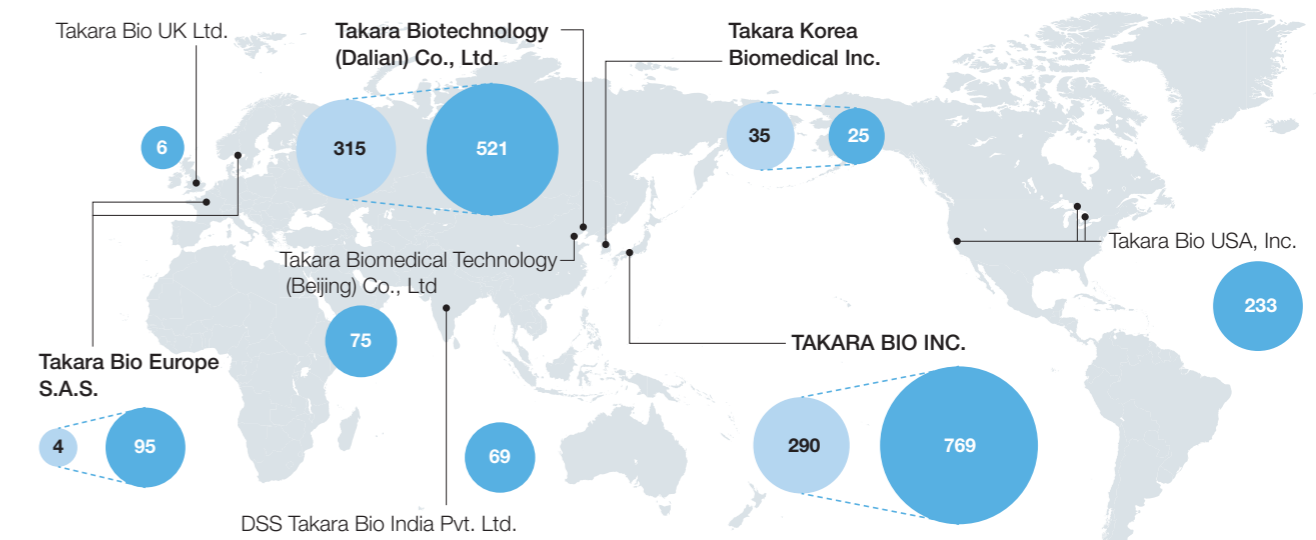 Takara Bio UK Ltd.
6
Takara Biotechnology
(Dalian) Co., Ltd.
315
521
Takara Korea
Biomedical Inc.
35
25
Takara Bio USA, Inc.
233
Takara Biomedical Technology
(Beijing) Co., Ltd
75
TAKARA BIO INC.
290
769
Takara Bio Europe
S.A.S.
4
95
69
DSS Takara Bio India Pvt. Ltd.